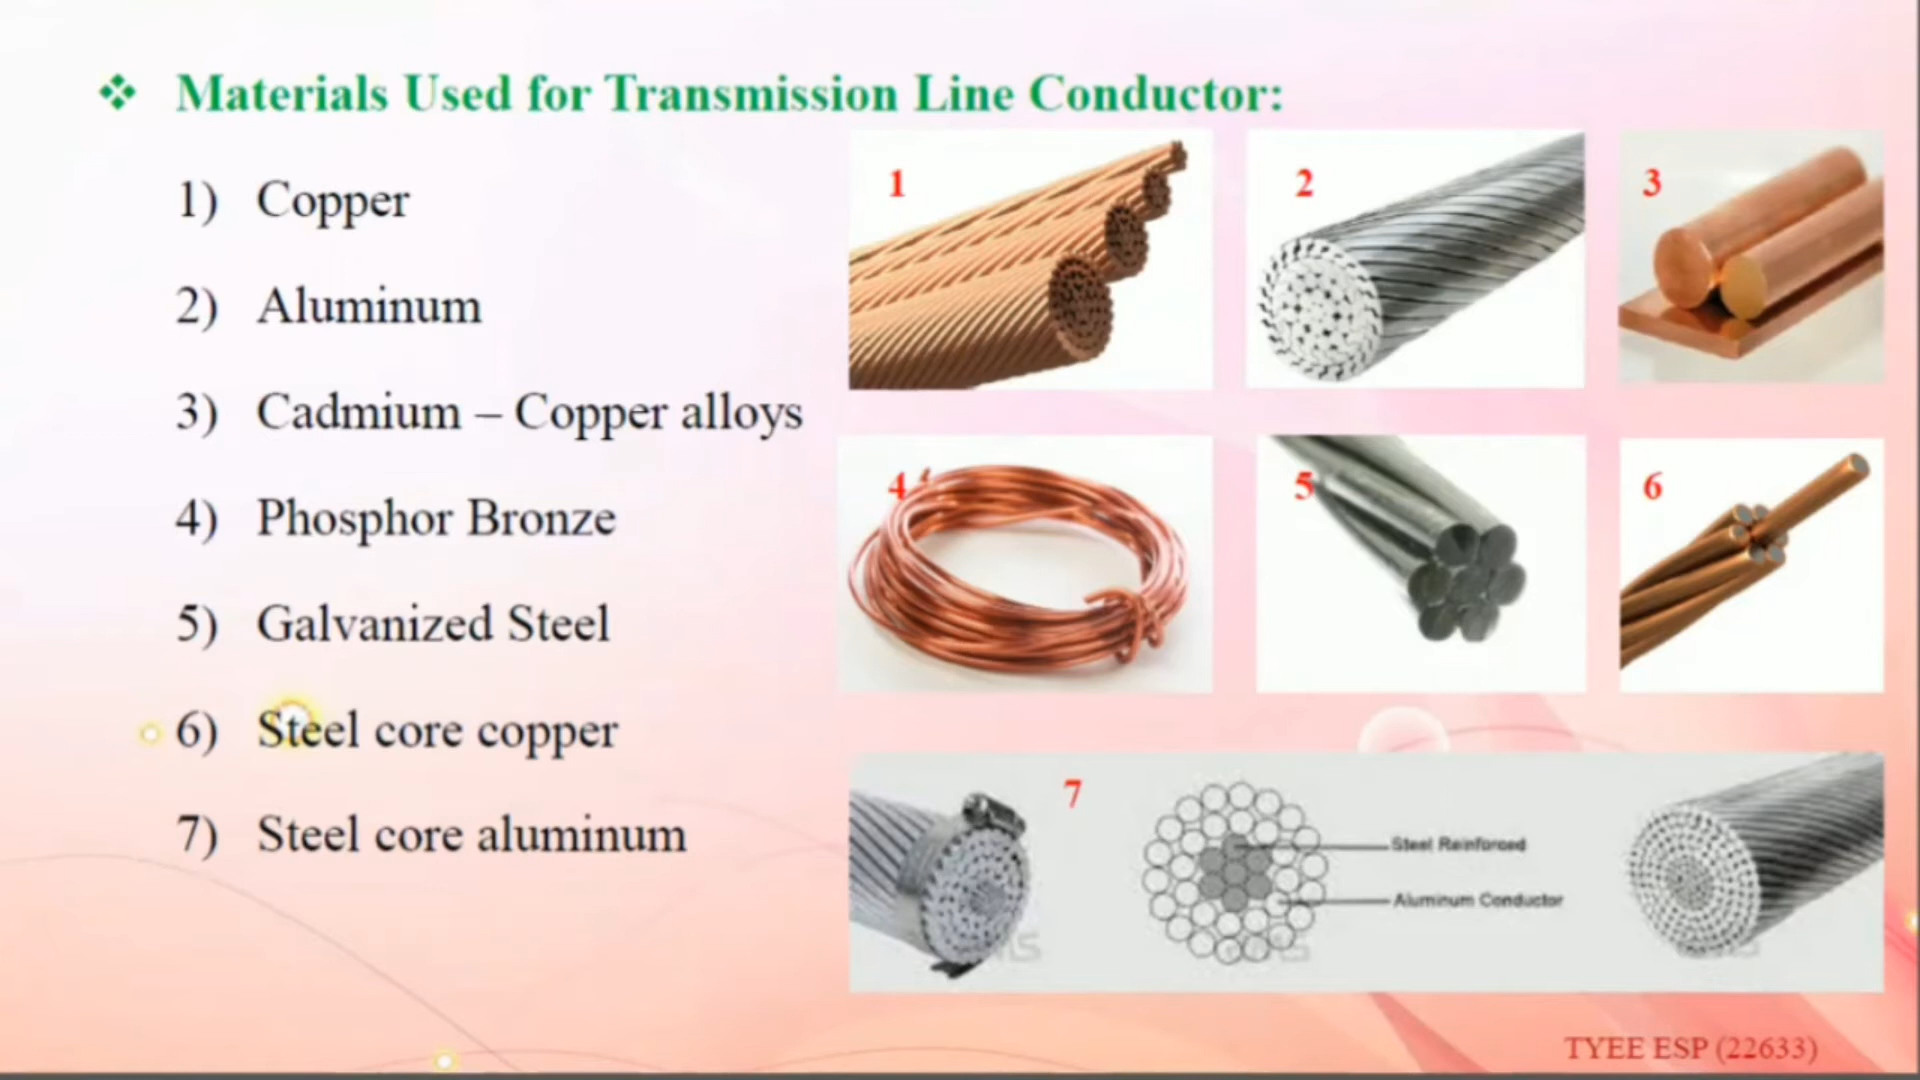 ❖ Materials Used for Transmission Line Conductor:
1) Copper
2) Aluminum
3) Cadmium – Copper alloys
4) Phosphor Bronze
5) Galvanized Steel
6) Steel core copper
7) Steel core aluminum
1
2
3
4
5
6
7
Steel Reinforced
Aluminum Conductor
TYEE ESP (22633)